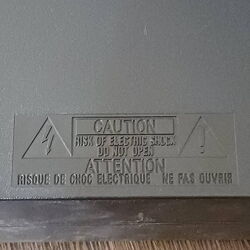 CAUTION
RISK OF ELECTRIC SHOCK
DO NOT OPEN
ATTENTION
RISQUE DE CHOC ELECTRIQUE NE PAS OUVRIR